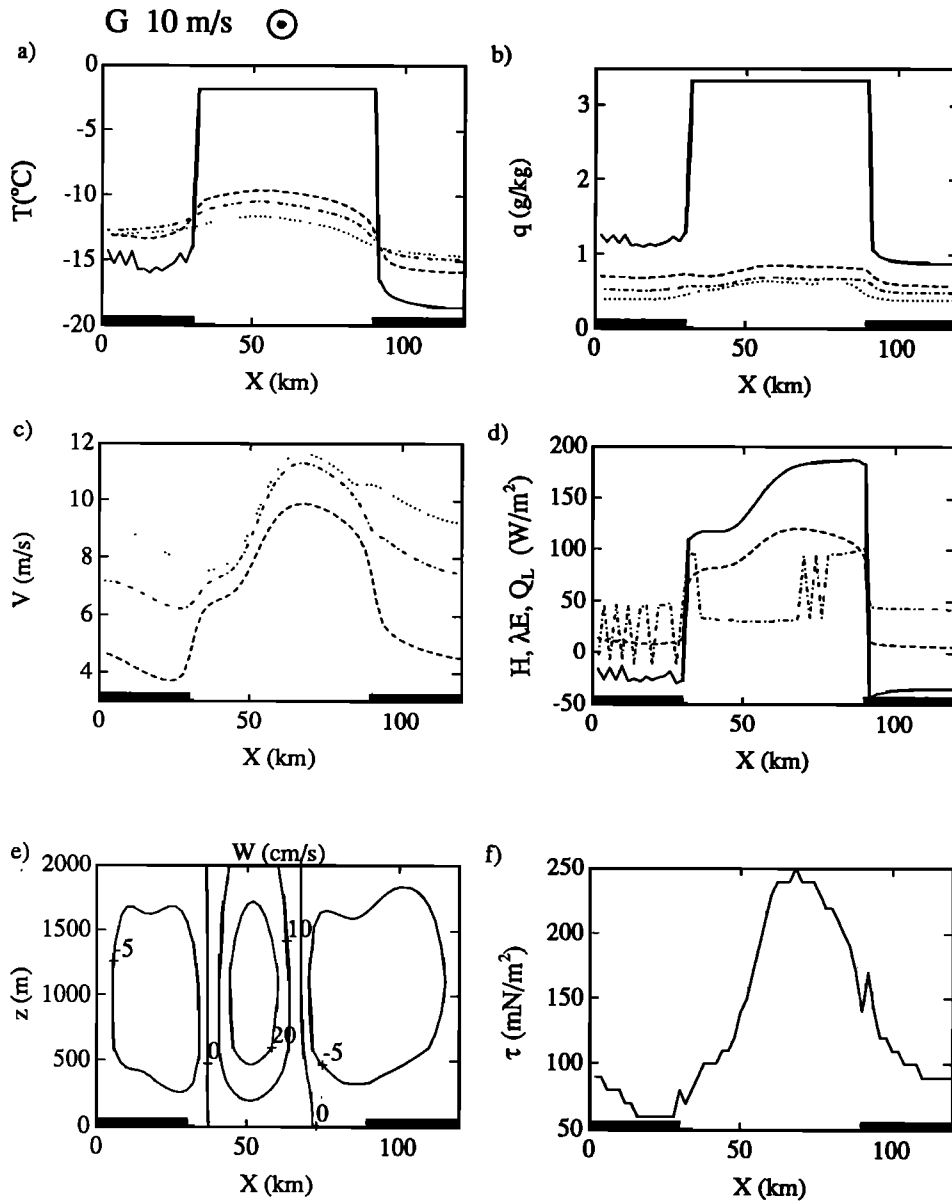 G 10 m/s
a)
0
-5
-10
-15
-20
T(°C)
0
50
100
X (km)
b)
3
2
1
0
q (g/kg)
0
50
100
X (km)
c)
12
10
8
6
4
V (m/s)
0
50
100
X (km)
d)
200
150
100
50
0
-50
H, λE, Q_L (W/m²)
0
50
100
X (km)
e)
W (cm/s)
2000
1500
1000
500
0
z (m)
-5
10
20
0
-5
0
0
50
100
X (km)
f)
250
200
150
100
50
τ (mN/m²)
0
50
100
X (km)